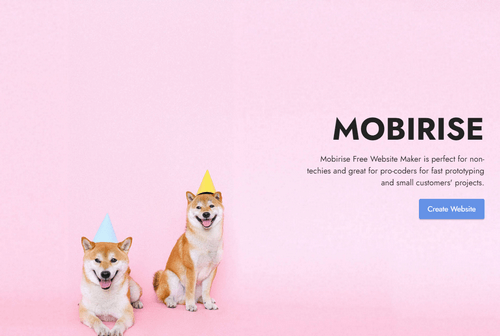 MOBIRISE
Mobirise Free Website Maker is perfect for non-
techies and great for pro-coders for fast prototyping
and small customers' projects.
Create Website